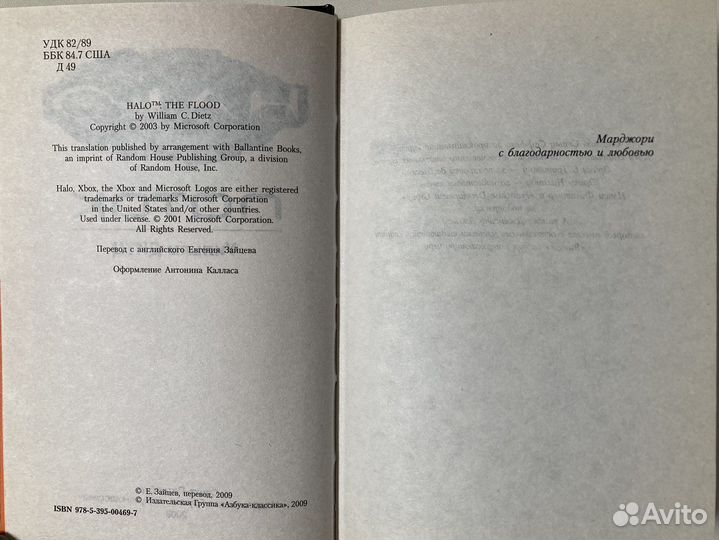 УДК 82/89
ББК 84.7 США
Д 49
HALO™: THE FLOOD
by William C. Dietz
Copyright © 2003 by Microsoft Corporation
This translation published by arrangement with Ballantine Books,
an imprint of Random House Publishing Group, a division
of Random House, Inc.
Halo, Xbox, the Xbox and Microsoft Logos are either registered
trademarks or trademarks Microsoft Corporation
in the United States and/or other countries.
Used under license. © 2001 Microsoft Corporation.
All Rights Reserved.
Перевод с английского Евгения Зайцева
Оформление Антонина Калласа
© Е. Зайцев, перевод, 2009
© Издательская Группа «Азбука-классика», 2009
ISBN 978-5-395-00469-7
Марджори
с благодарностью и любовью
Avito